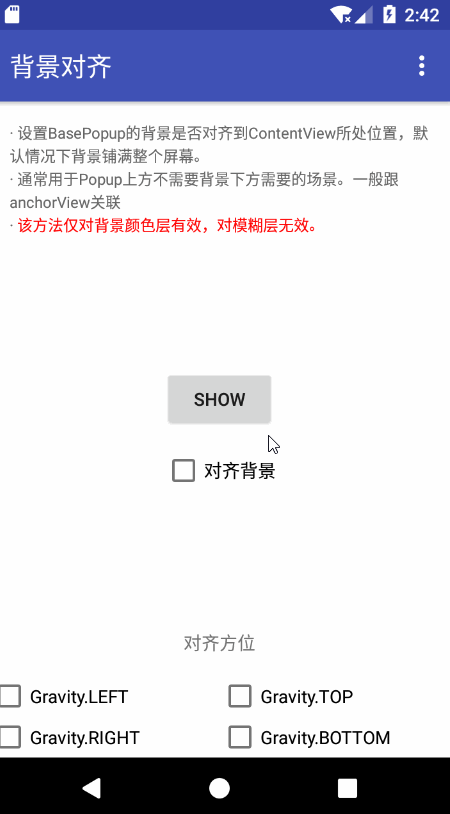 2:42
背景对齐
· 设置BasePopup的背景是否对齐到ContentView所处位置，默
认情况下背景铺满整个屏幕。
· 通常用于Popup上方不需要背景下方需要的场景。一般跟
anchorView关联
· 该方法仅对背景颜色层有效，对模糊层无效。
SHOW
对齐背景
对齐方位
Gravity.LEFT
Gravity.TOP
Gravity.RIGHT
Gravity.BOTTOM